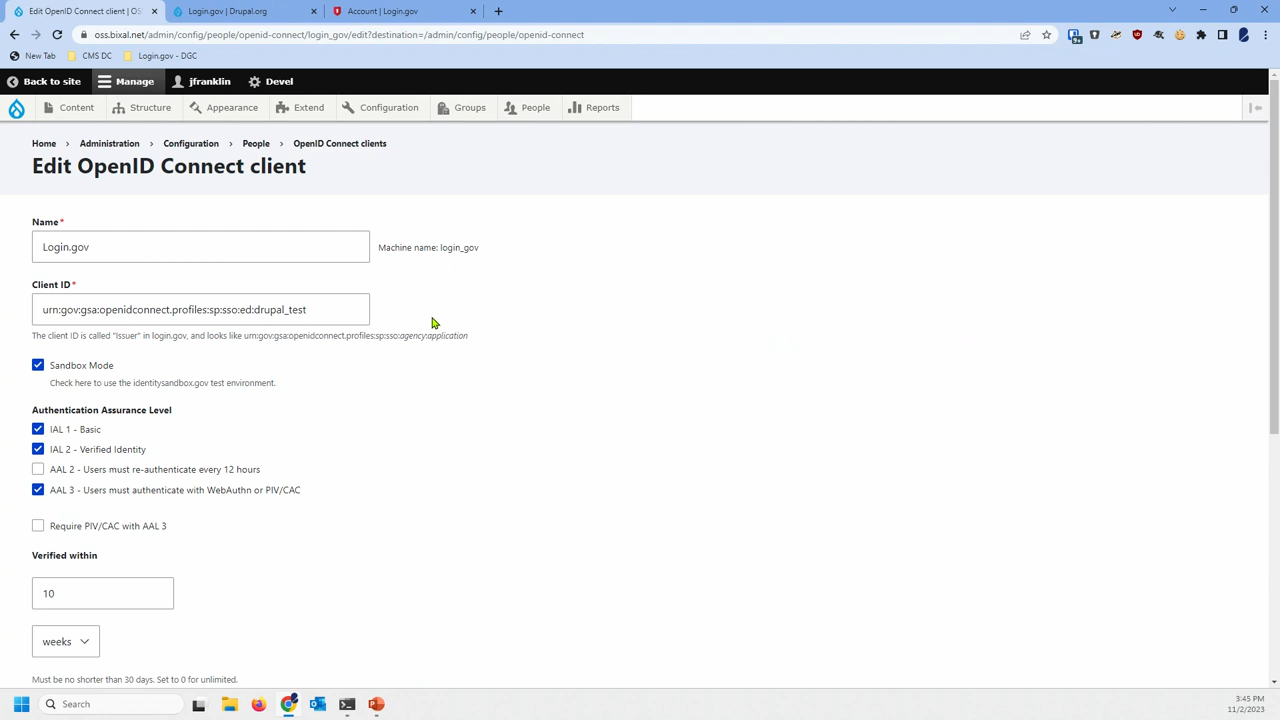 Edit OpenID Connect client | OS
Login.gov | Drupal.org
Account | Login.gov
oss.bixal.net/admin/config/people/openid-connect/login_gov/edit?destination=/admin/config/people/openid-connect
New Tab
CMS DC
Login.gov - DGC
Back to site
Manage
jfranklin
Devel
Content
Structure
Appearance
Extend
Configuration
Groups
People
Reports
Home > Administration > Configuration > People > OpenID Connect clients
Edit OpenID Connect client
Name*
Login.gov
Machine name: login_gov
Client ID*
urn:gov:gsa:openidconnect.profiles:sp:sso:ed:drupal_test
The client ID is called "Issuer" in login.gov, and looks like urn:gov:gsa:openidconnect.profiles:sp:sso:agency:application
Sandbox Mode
Check here to use the identitysandbox.gov test environment.
Authentication Assurance Level
IAL 1 - Basic
IAL 2 - Verified Identity
AAL 2 - Users must re-authenticate every 12 hours
AAL 3 - Users must authenticate with WebAuthn or PIV/CAC
Require PIV/CAC with AAL 3
Verified within
10
weeks
Must be no shorter than 30 days. Set to 0 for unlimited.
Search
3:45 PM
11/2/2023